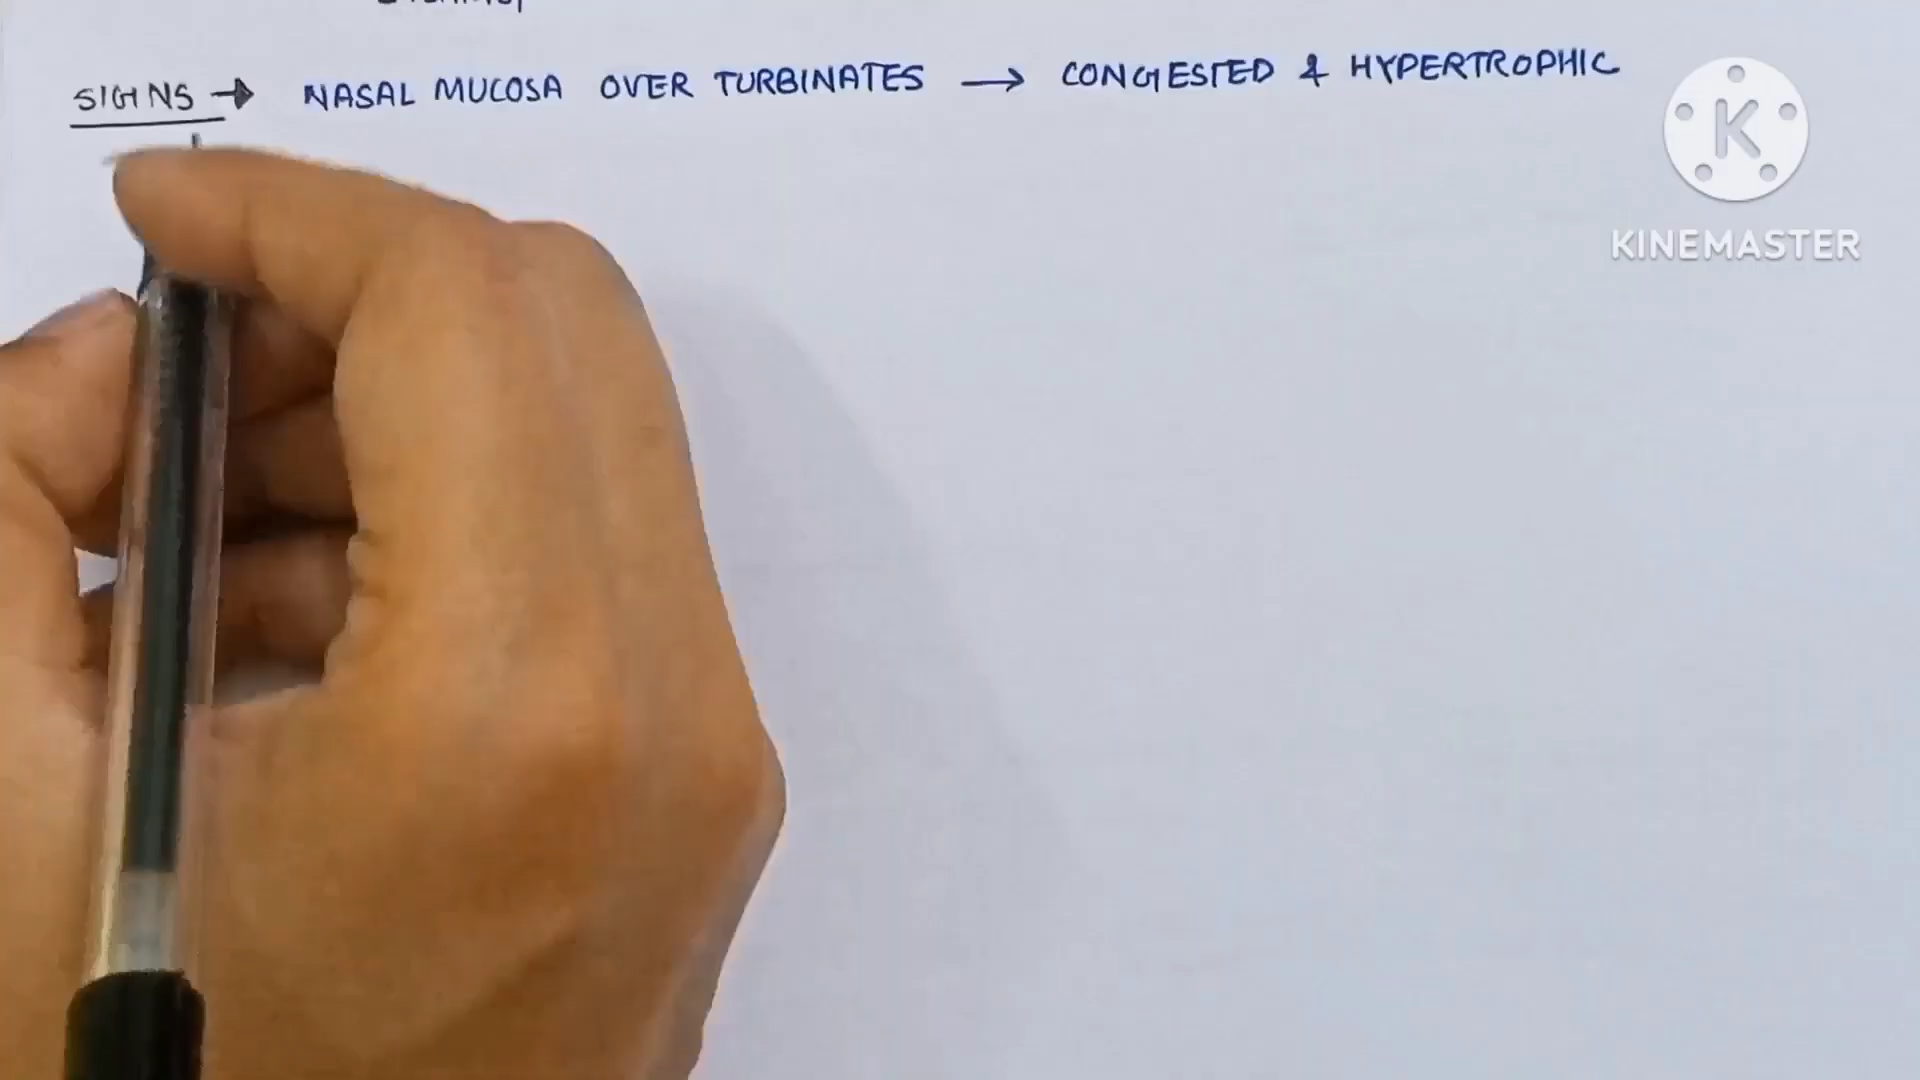 SIGNS → NASAL MUCOSA OVER TURBINATES → CONGESTED & HYPERTROPHIC
K
KINEMASTER